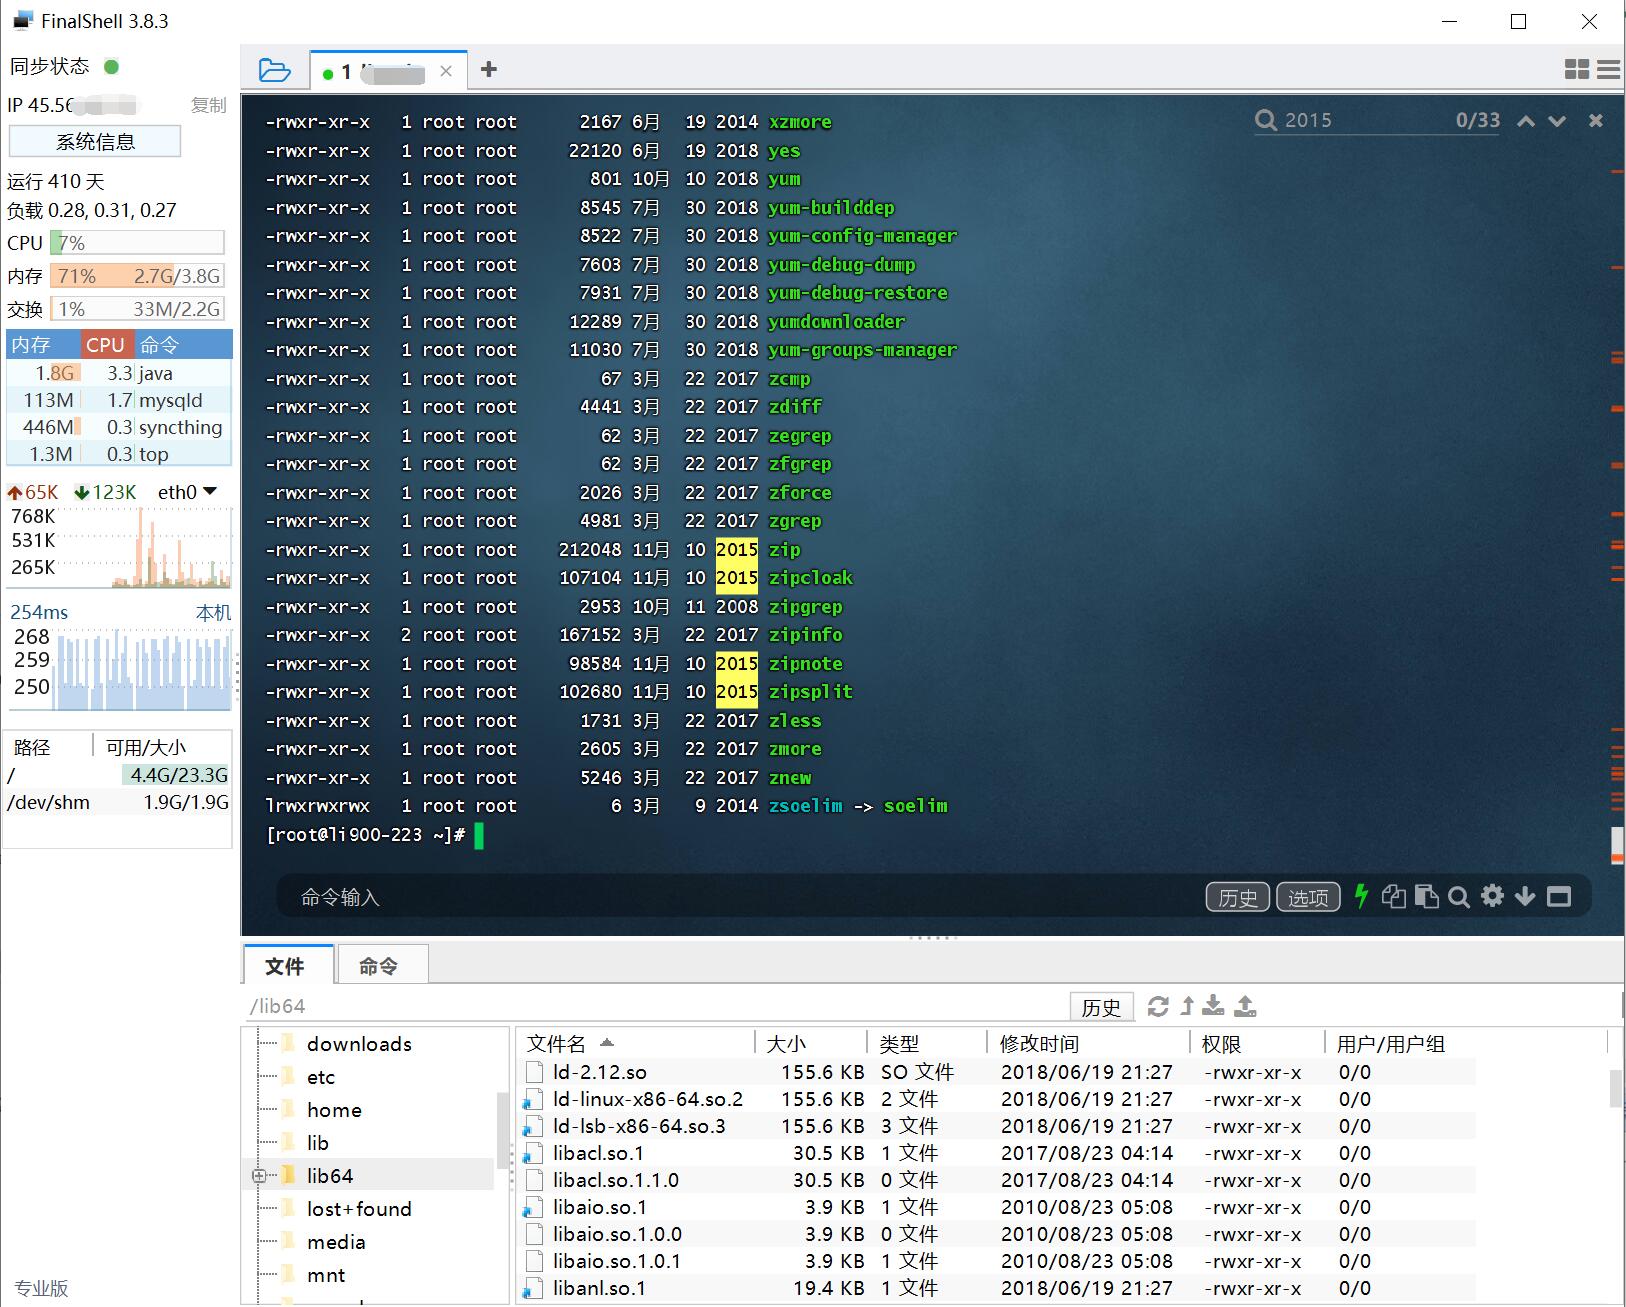 FinalShell 3.8.3
同步状态
IP 45.56
复制
系统信息
运行 410 天
负载 0.28, 0.31, 0.27
CPU 7%
内存 71% 2.7G/3.8G
交换 1% 33M/2.2G
内存 CPU 命令
1.8G 3.3 java
113M 1.7 mysqld
446M 0.3 syncthing
1.3M 0.3 top
65K 123K eth0
768K
531K
265K
254ms 本机
268
259
250
路径 可用/大小
/ 4.4G/23.3G
/dev/shm 1.9G/1.9G
专业版
1
2015 0/33
-rwxr-xr-x 1 root root 2167 6月 19 2014 xzmore
-rwxr-xr-x 1 root root 22120 6月 19 2018 yes
-rwxr-xr-x 1 root root 801 10月 10 2018 yum
-rwxr-xr-x 1 root root 8545 7月 30 2018 yum-builddep
-rwxr-xr-x 1 root root 8522 7月 30 2018 yum-config-manager
-rwxr-xr-x 1 root root 7603 7月 30 2018 yum-debug-dump
-rwxr-xr-x 1 root root 7931 7月 30 2018 yum-debug-restore
-rwxr-xr-x 1 root root 12289 7月 30 2018 yumdownloader
-rwxr-xr-x 1 root root 11030 7月 30 2018 yum-groups-manager
-rwxr-xr-x 1 root root 67 3月 22 2017 zcmp
-rwxr-xr-x 1 root root 4441 3月 22 2017 zdiff
-rwxr-xr-x 1 root root 62 3月 22 2017 zegrep
-rwxr-xr-x 1 root root 62 3月 22 2017 zfgrep
-rwxr-xr-x 1 root root 2026 3月 22 2017 zforce
-rwxr-xr-x 1 root root 4981 3月 22 2017 zgrep
-rwxr-xr-x 1 root root 212048 11月 10 2015 zip
-rwxr-xr-x 1 root root 107104 11月 10 2015 zipcloak
-rwxr-xr-x 1 root root 2953 10月 11 2008 zipgrep
-rwxr-xr-x 2 root root 167152 3月 22 2017 zipinfo
-rwxr-xr-x 1 root root 98584 11月 10 2015 zipnote
-rwxr-xr-x 1 root root 102680 11月 10 2015 zipsplit
-rwxr-xr-x 1 root root 1731 3月 22 2017 zless
-rwxr-xr-x 1 root root 2605 3月 22 2017 zmore
-rwxr-xr-x 1 root root 5246 3月 22 2017 znew
lrwxrwxrwx 1 root root 6 3月 9 2014 zsoelim -> soelim
[root@li900-223 ~]#
命令输入 历史 选项
文件 命令
/lib64 历史
downloads
etc
home
lib
lib64
lost+found
media
mnt
文件名 大小 类型 修改时间 权限 用户/用户组
ld-2.12.so 155.6 KB SO 文件 2018/06/19 21:27 -rwxr-xr-x 0/0
ld-linux-x86-64.so.2 155.6 KB 2 文件 2018/06/19 21:27 -rwxr-xr-x 0/0
ld-lsb-x86-64.so.3 155.6 KB 3 文件 2018/06/19 21:27 -rwxr-xr-x 0/0
libacl.so.1 30.5 KB 1 文件 2017/08/23 04:14 -rwxr-xr-x 0/0
libacl.so.1.1.0 30.5 KB 0 文件 2017/08/23 04:14 -rwxr-xr-x 0/0
libaio.so.1 3.9 KB 1 文件 2010/08/23 05:08 -rwxr-xr-x 0/0
libaio.so.1.0.0 3.9 KB 0 文件 2010/08/23 05:08 -rwxr-xr-x 0/0
libaio.so.1.0.1 3.9 KB 1 文件 2010/08/23 05:08 -rwxr-xr-x 0/0
libanl.so.1 19.4 KB 1 文件 2018/06/19 21:27 -rwxr-xr-x 0/0